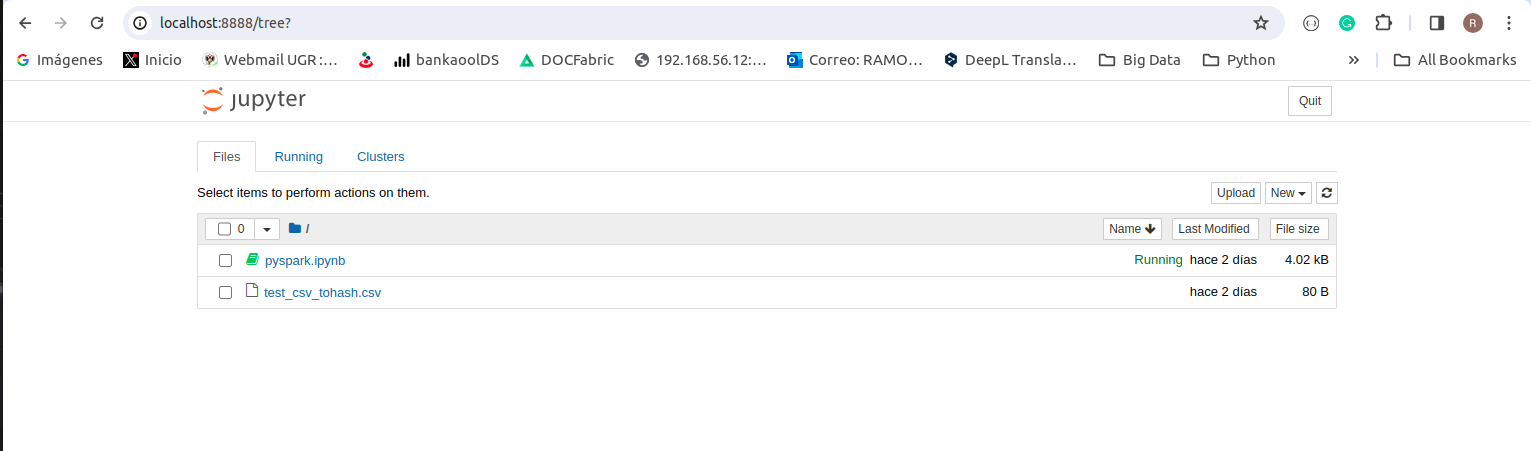 localhost:8888/tree?
R
Imágenes Inicio Webmail UGR :... bankaoolDS DOCFabric 192.168.56.12:... Correo: RAMO... DeepL Transla... Big Data Python » All Bookmarks
jupyter Quit
Files Running Clusters
Select items to perform actions on them. Upload New
0 / Name Last Modified File size
pyspark.ipynb Running hace 2 días 4.02 kB
test_csv_tohash.csv hace 2 días 80 B